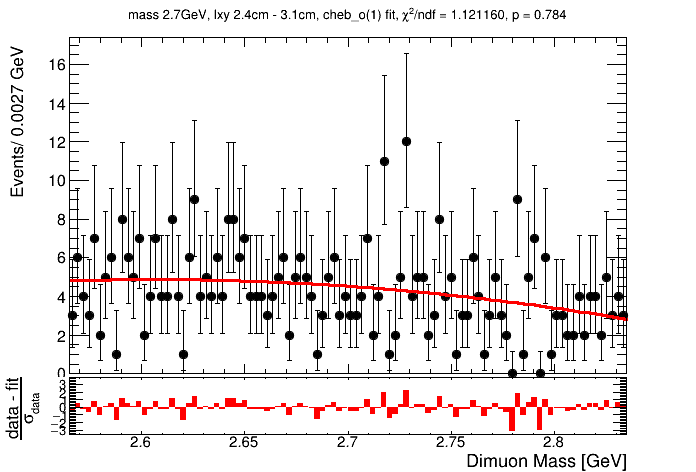 mass 2.7GeV, lxy 2.4cm - 3.1cm, cheb_o(1) fit, χ²/ndf = 1.121160, p = 0.784
Events/ 0.0027 GeV
16
14
12
10
8
6
4
2
0
data - fit
σdata
3
2
1
0
−1
−2
−3
2.6 2.65 2.7 2.75 2.8
Dimuon Mass [GeV]